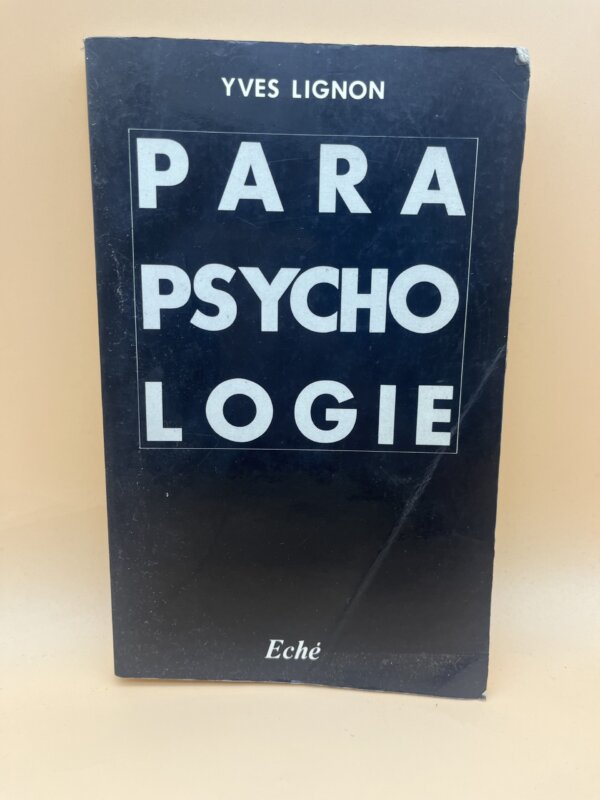 YVES LIGNON
PARA
PSYCHO
LOGIE
Eché